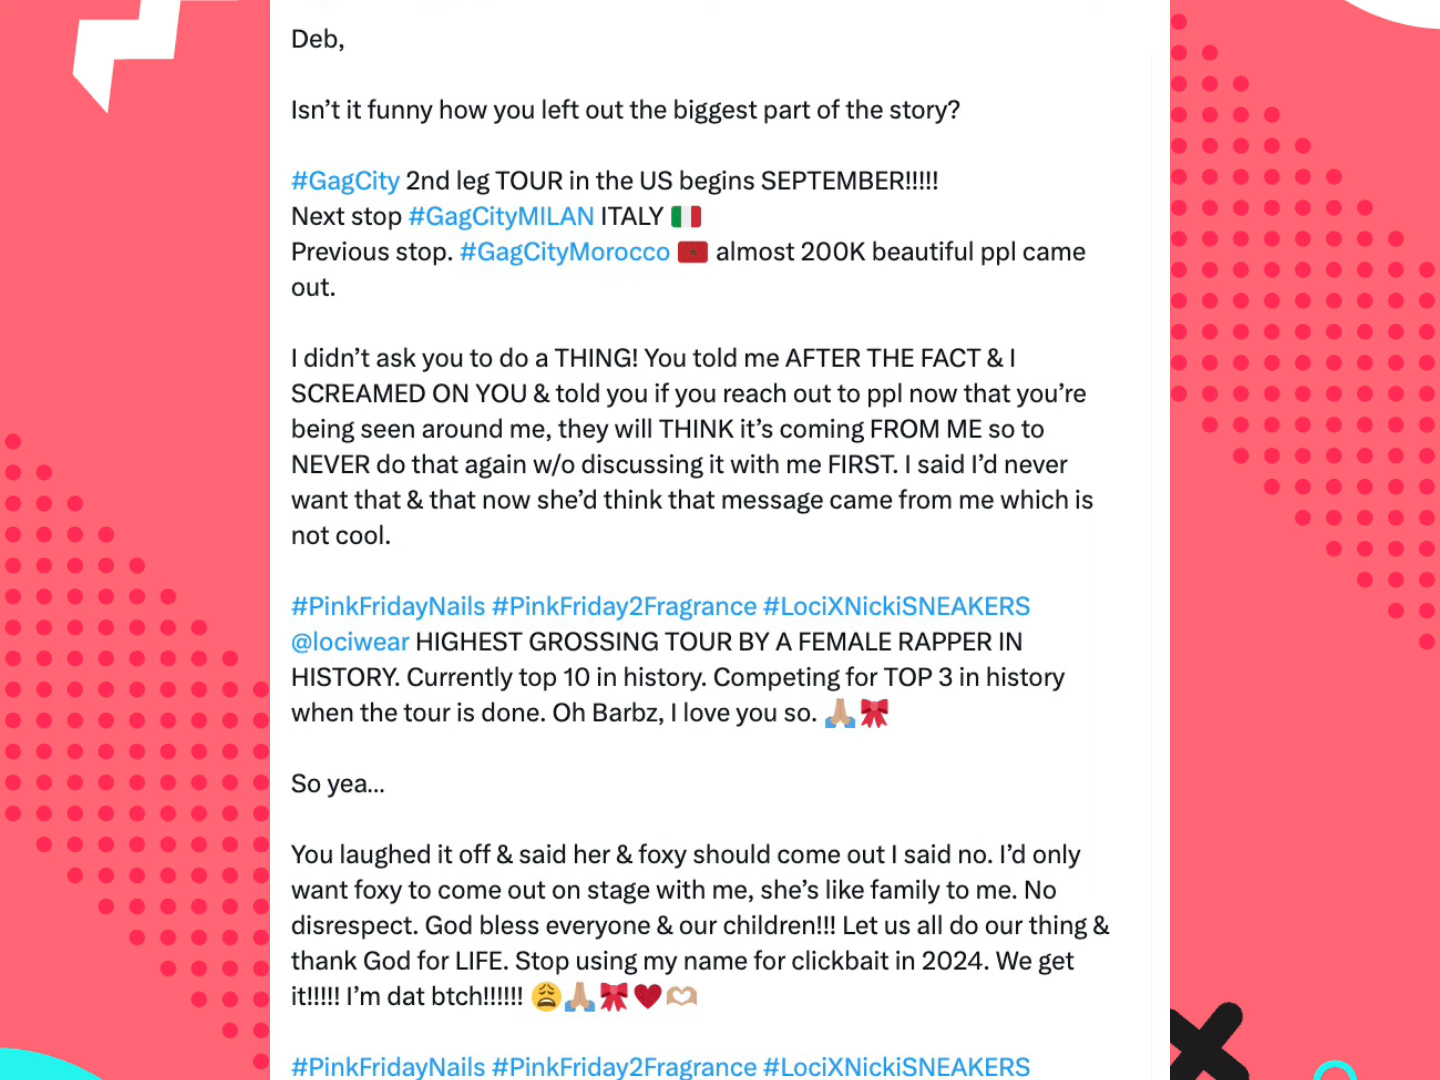 Deb,
Isn’t it funny how you left out the biggest part of the story?
#GagCity 2nd leg TOUR in the US begins SEPTEMBER!!!!!
Next stop #GagCityMILAN ITALY 🇮🇹
Previous stop. #GagCityMorocco 🇲🇦 almost 200K beautiful ppl came
out.
I didn’t ask you to do a THING! You told me AFTER THE FACT & I
SCREAMED ON YOU & told you if you reach out to ppl now that you’re
being seen around me, they will THINK it’s coming FROM ME so to
NEVER do that again w/o discussing it with me FIRST. I said I’d never
want that & that now she’d think that message came from me which is
not cool.
#PinkFridayNails #PinkFriday2Fragrance #LociXNickiSNEAKERS
@lociwear HIGHEST GROSSING TOUR BY A FEMALE RAPPER IN
HISTORY. Currently top 10 in history. Competing for TOP 3 in history
when the tour is done. Oh Barbz, I love you so. 🙏🏼🎀
So yea...
You laughed it off & said her & foxy should come out I said no. I’d only
want foxy to come out on stage with me, she’s like family to me. No
disrespect. God bless everyone & our children!!! Let us all do our thing &
thank God for LIFE. Stop using my name for clickbait in 2024. We get
it!!!!! I’m dat btch!!!!!! 😩🙏🏼🎀♥️🫶🏼
#PinkFridayNails #PinkFriday2Fragrance #LociXNickiSNEAKERS